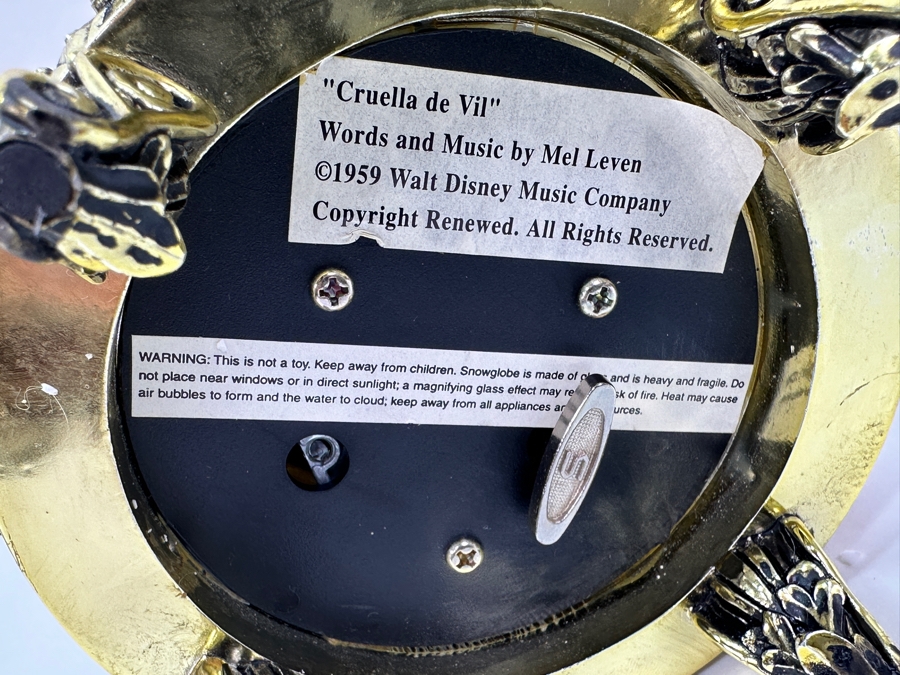 "Cruella de Vil"
Words and Music by Mel Leven
©1959 Walt Disney Music Company
Copyright Renewed. All Rights Reserved.
WARNING: This is not a toy. Keep away from children. Snowglobe is made of and is heavy and fragile. Do
not place near windows or in direct sunlight; a magnifying glass effect may of fire. Heat may cause
air bubbles to form and the water to cloud; keep away from all appliances